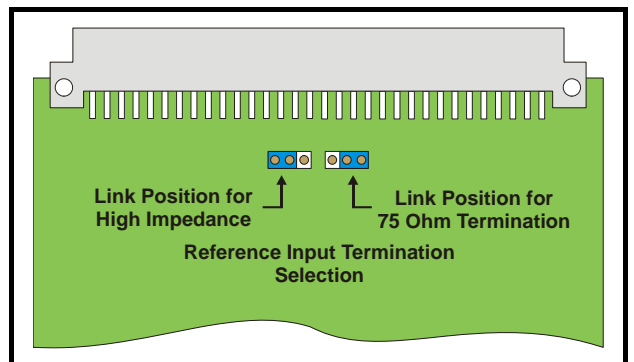 Link Position for
High Impedance
Link Position for
75 Ohm Termination
Reference Input Termination
Selection